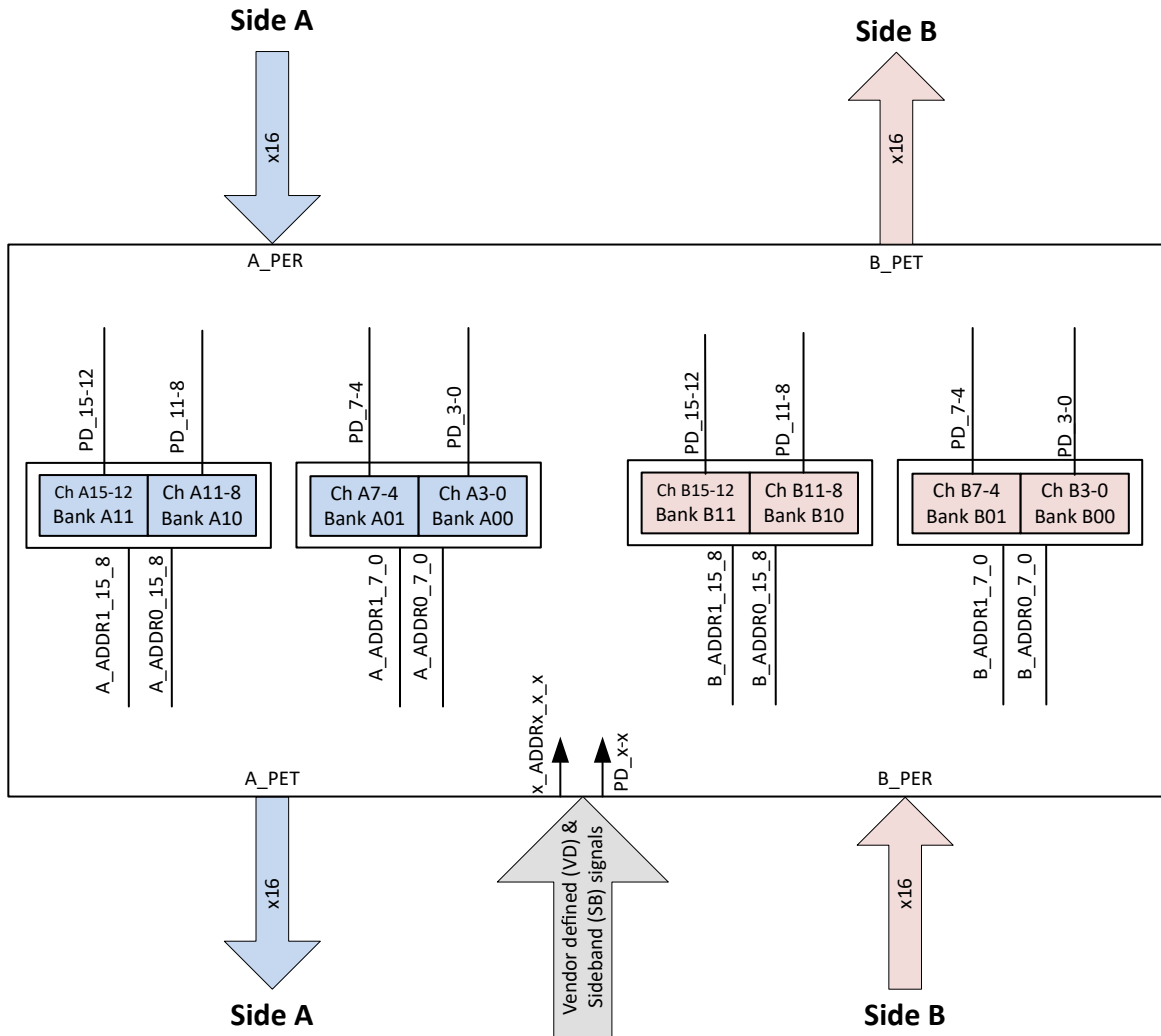 Side A
Side B
x16
x16
A_PER
B_PET
PD_15-12
PD_11-8
PD_7-4
PD_3-0
PD_15-12
PD_11-8
PD_7-4
PD_3-0
Ch A15-12
Bank A11
Ch A11-8
Bank A10
Ch A7-4
Bank A01
Ch A3-0
Bank A00
Ch B15-12
Bank B11
Ch B11-8
Bank B10
Ch B7-4
Bank B01
Ch B3-0
Bank B00
A_ADDR1_15_8
A_ADDR0_15_8
A_ADDR1_7_0
A_ADDR0_7_0
B_ADDR1_15_8
B_ADDR0_15_8
B_ADDR1_7_0
B_ADDR0_7_0
x_ADDRx_x_x
PD_x-x
A_PET
B_PER
x16
Vendor defined (VD) &
Sideband (SB) signals
x16
Side A
Side B